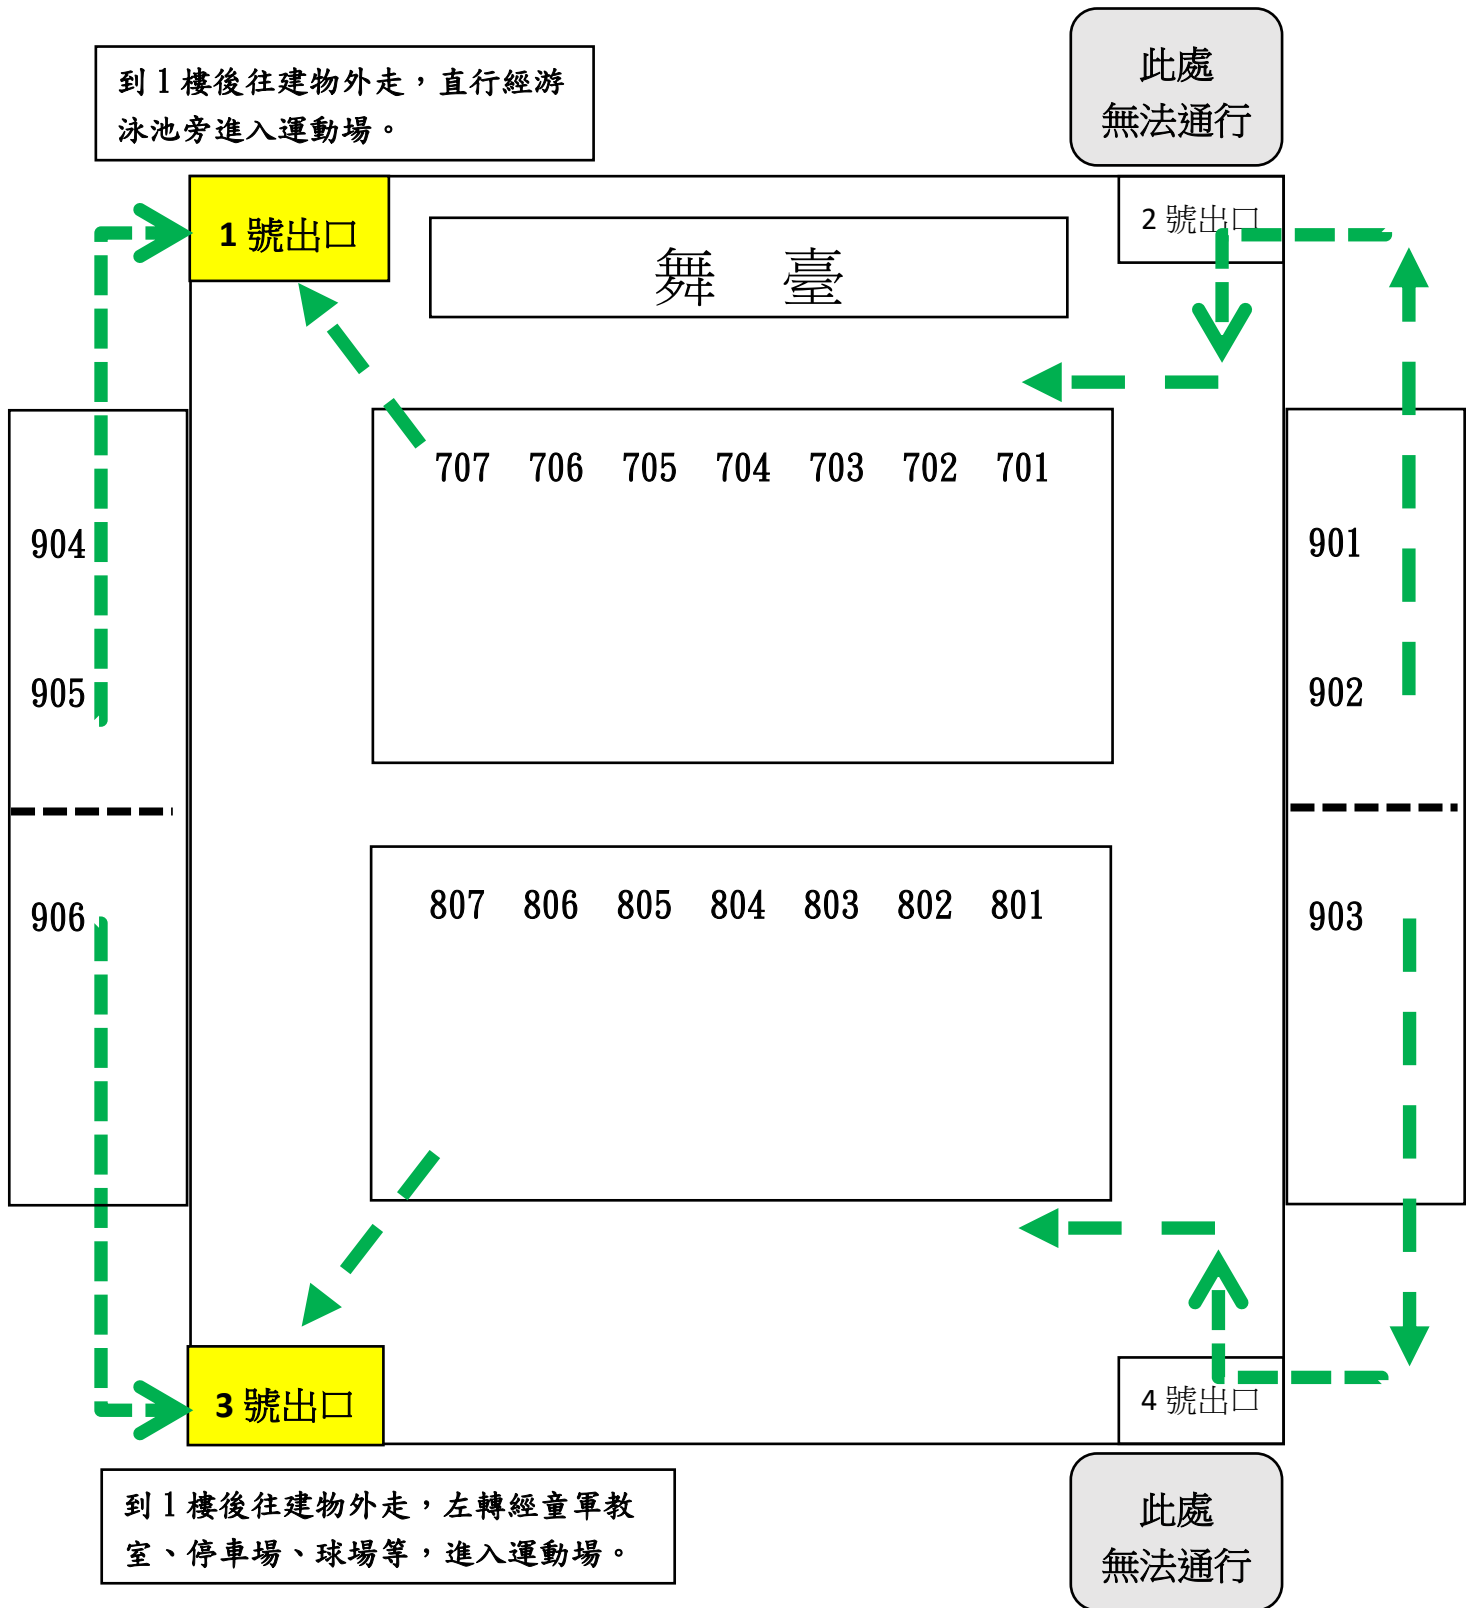 到1樓後往建物外走，直行經游
泳池旁進入運動場。
此處
無法通行
1 號出口
舞 臺
2 號出口
707 706 705 704 703 702 701
904
905
901
902
807 806 805 804 803 802 801
906
903
3 號出口
4 號出口
到1樓後往建物外走，左轉經童軍教
室、停車場、球場等，進入運動場。
此處
無法通行